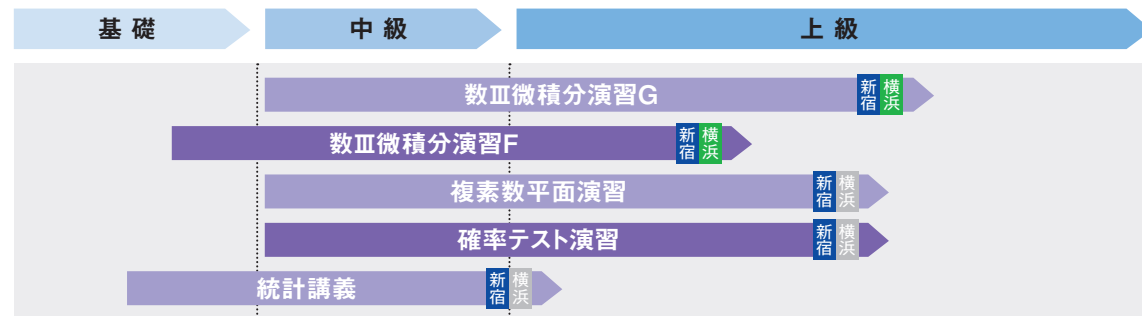 基礎 中級 上級
数Ⅲ微積分演習G 新宿 横浜
数Ⅲ微積分演習F 新宿 横浜
複素数平面演習 新宿 横浜
確率テスト演習 新宿 横浜
統計講義 新宿 横浜